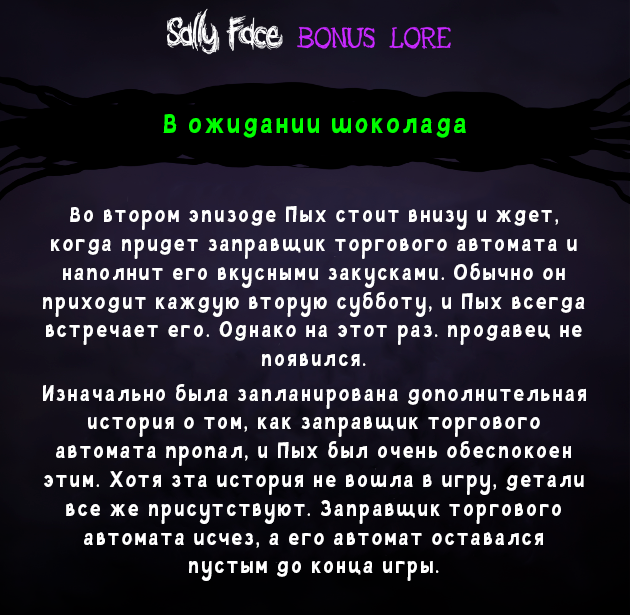 Sally Face BONUS LORE
В ожидании шоколада
Во втором эпизоде Пых стоит внизу и ждет,
когда придет заправщик торгового автомата и
наполнит его вкусными закусками. Обычно он
приходит каждую вторую субботу, и Пых всегда
встречает его. Однако на этот раз. продавец не
появился.
Изначально была запланирована дополнительная
история о том, как заправщик торгового
автомата пропал, и Пых был очень обеспокоен
этим. Хотя эта история не вошла в игру, детали
все же присутствуют. Заправщик торгового
автомата исчез, а его автомат оставался
пустым до конца игры.